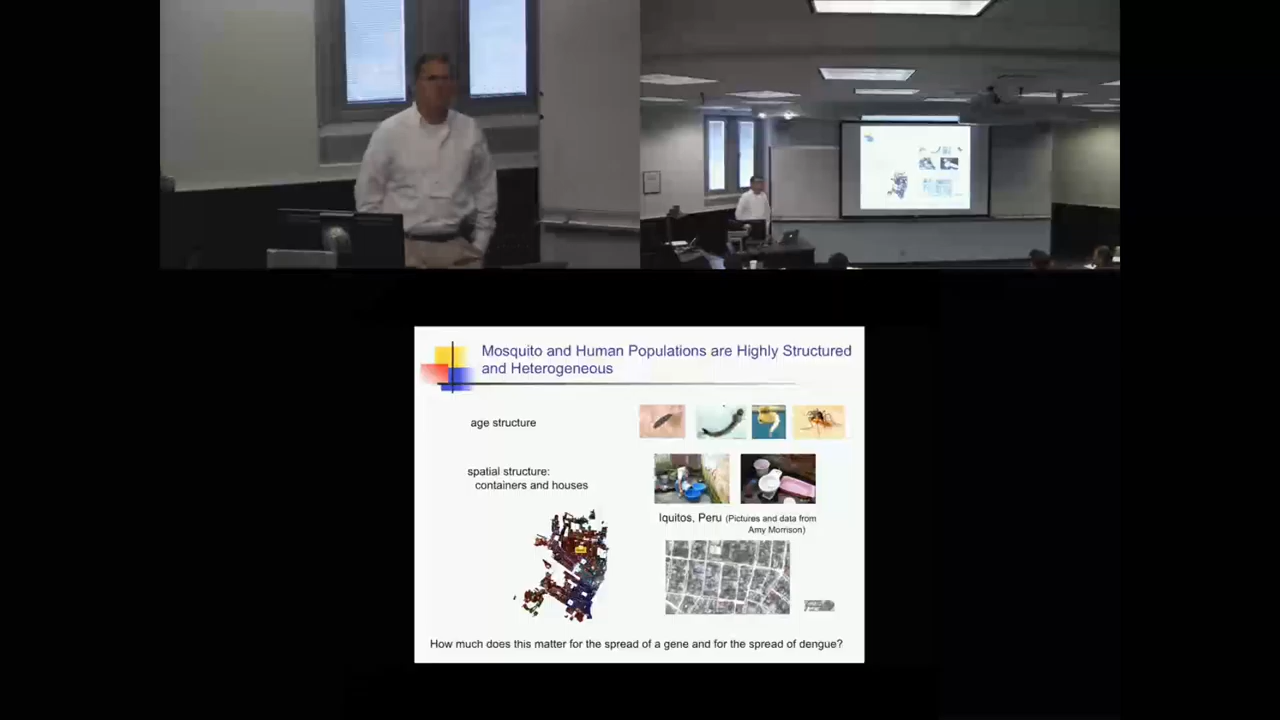 Mosquito and Human Populations are Highly Structured
and Heterogeneous
age structure
spatial structure:
containers and houses
Iquitos, Peru (Pictures and data from
Amy Morrison)
How much does this matter for the spread of a gene and for the spread of dengue?